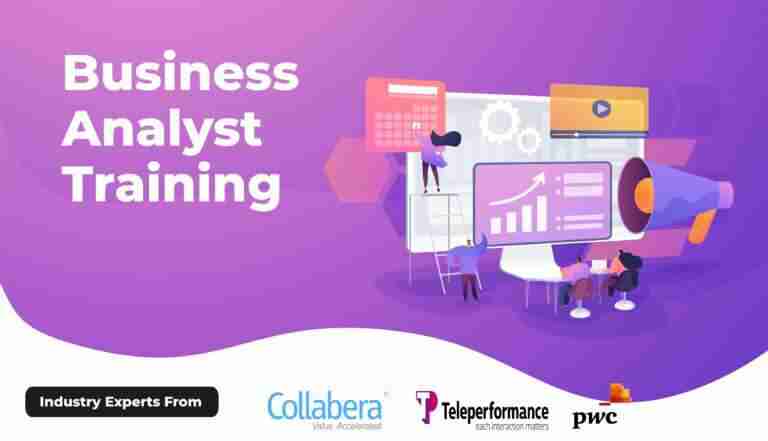 Business
Analyst
Training
Industry Experts From
Collabera®
Value. Accelerated.
Teleperformance
each interaction matters
pwc